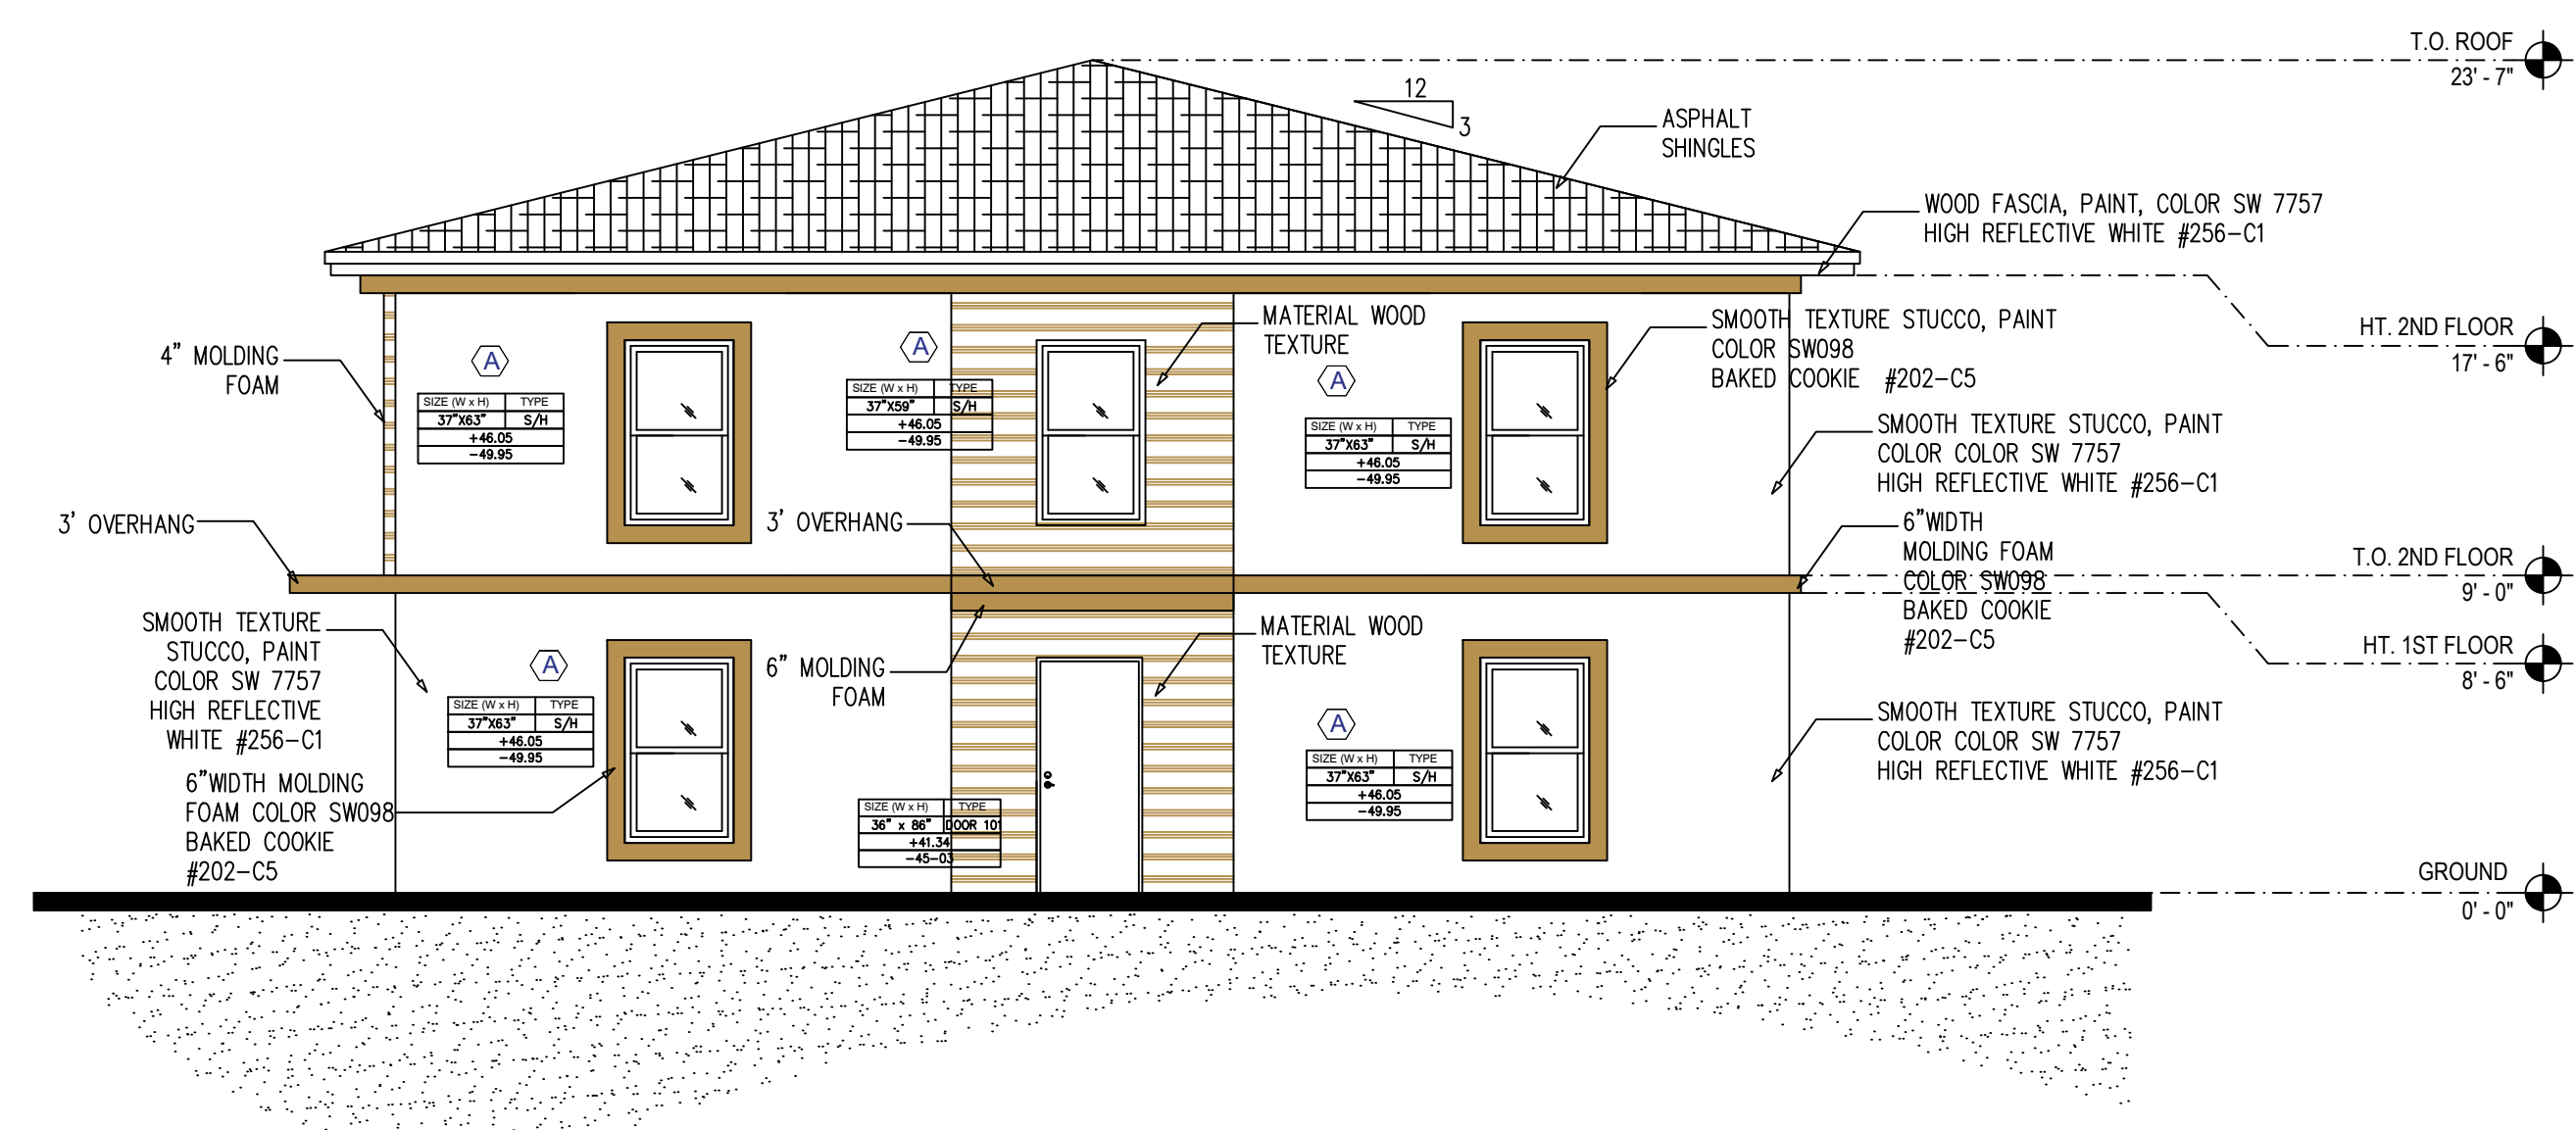 T.O. ROOF
23' - 7"
12
3
ASPHALT
SHINGLES
WOOD FASCIA, PAINT, COLOR SW 7757
HIGH REFLECTIVE WHITE #256-C1
HT. 2ND FLOOR
17' - 6"
4" MOLDING
FOAM
A
SIZE (W x H) TYPE
37"X63" S/H
+46.05
-49.95
A
SIZE (W x H) TYPE
37"X59" S/H
+46.05
-49.95
MATERIAL WOOD
TEXTURE
A
SIZE (W x H) TYPE
37"X63" S/H
+46.05
-49.95
SMOOTH TEXTURE STUCCO, PAINT
COLOR SW098
BAKED COOKIE #202-C5
SMOOTH TEXTURE STUCCO, PAINT
COLOR COLOR SW 7757
HIGH REFLECTIVE WHITE #256-C1
3' OVERHANG
3' OVERHANG
6"WIDTH
MOLDING FOAM
COLOR SW098
BAKED COOKIE
#202-C5
T.O. 2ND FLOOR
9' - 0"
HT. 1ST FLOOR
8' - 6"
SMOOTH TEXTURE
STUCCO, PAINT
COLOR SW 7757
HIGH REFLECTIVE
WHITE #256-C1
A
SIZE (W x H) TYPE
37"X63" S/H
+46.05
-49.95
6" MOLDING
FOAM
MATERIAL WOOD
TEXTURE
A
SIZE (W x H) TYPE
37"X63" S/H
+46.05
-49.95
SMOOTH TEXTURE STUCCO, PAINT
COLOR COLOR SW 7757
HIGH REFLECTIVE WHITE #256-C1
6"WIDTH MOLDING
FOAM COLOR SW098
BAKED COOKIE
#202-C5
SIZE (W x H) TYPE
36" x 86" DOOR 101
+41.34
-45-03
GROUND
0' - 0"